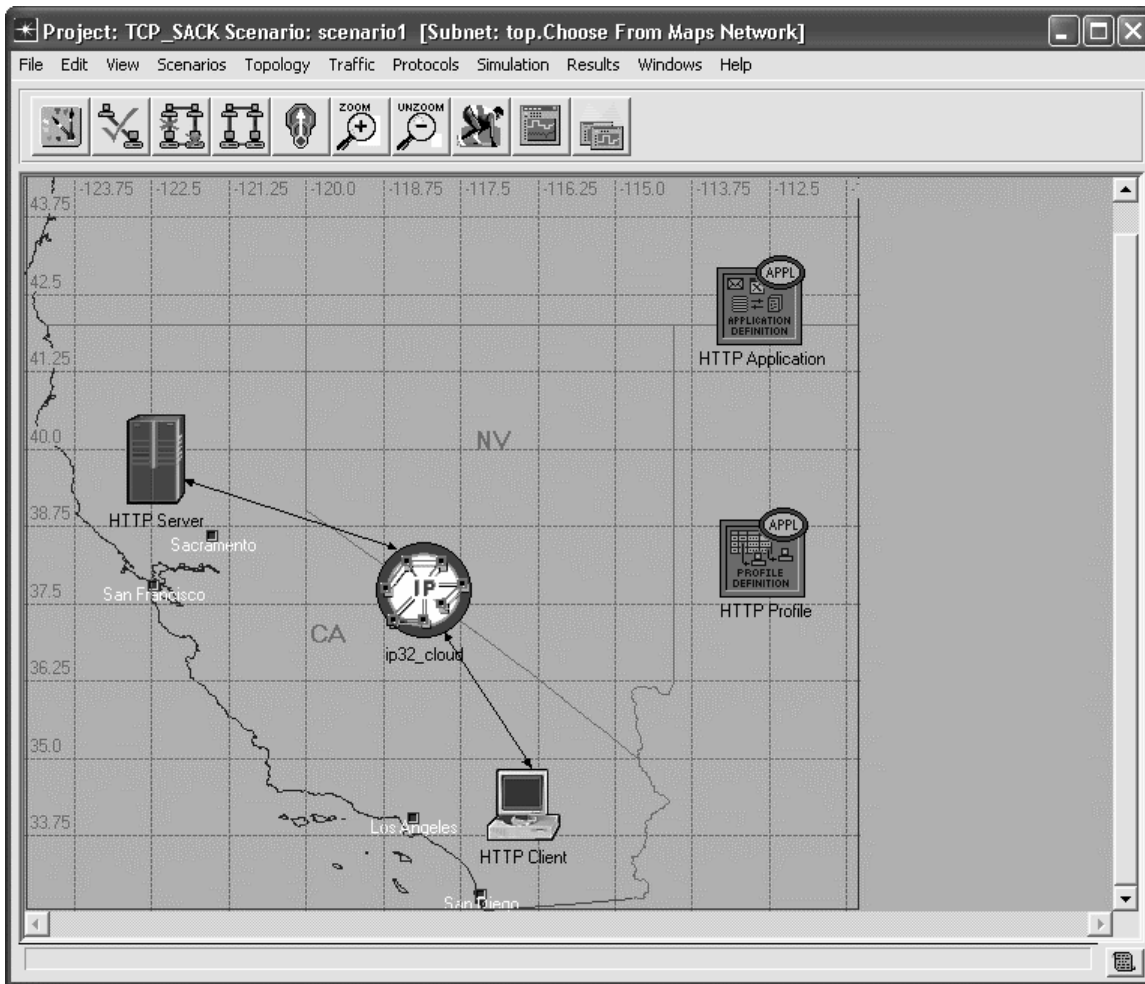 Project: TCP_SACK Scenario: scenario1 [Subnet: top.Choose From Maps Network]
File Edit View Scenarios Topology Traffic Protocols Simulation Results Windows Help
ZOOM UNZOOM
-123.75 -122.5 -121.25 -120.0 -118.75 -117.5 -116.25 -115.0 -113.75 -112.5
43.75
42.5
APPL
APPLICATION
DEFINITION
HTTP Application
41.25
40.0
NV
38.75
HTTP Server
Sacramento
APPL
PROFILE
DEFINITION
HTTP Profile
37.5
San Francisco
IP
CA
ip32_cloud
36.25
35.0
33.75
Los Angeles
HTTP Client
San Diego